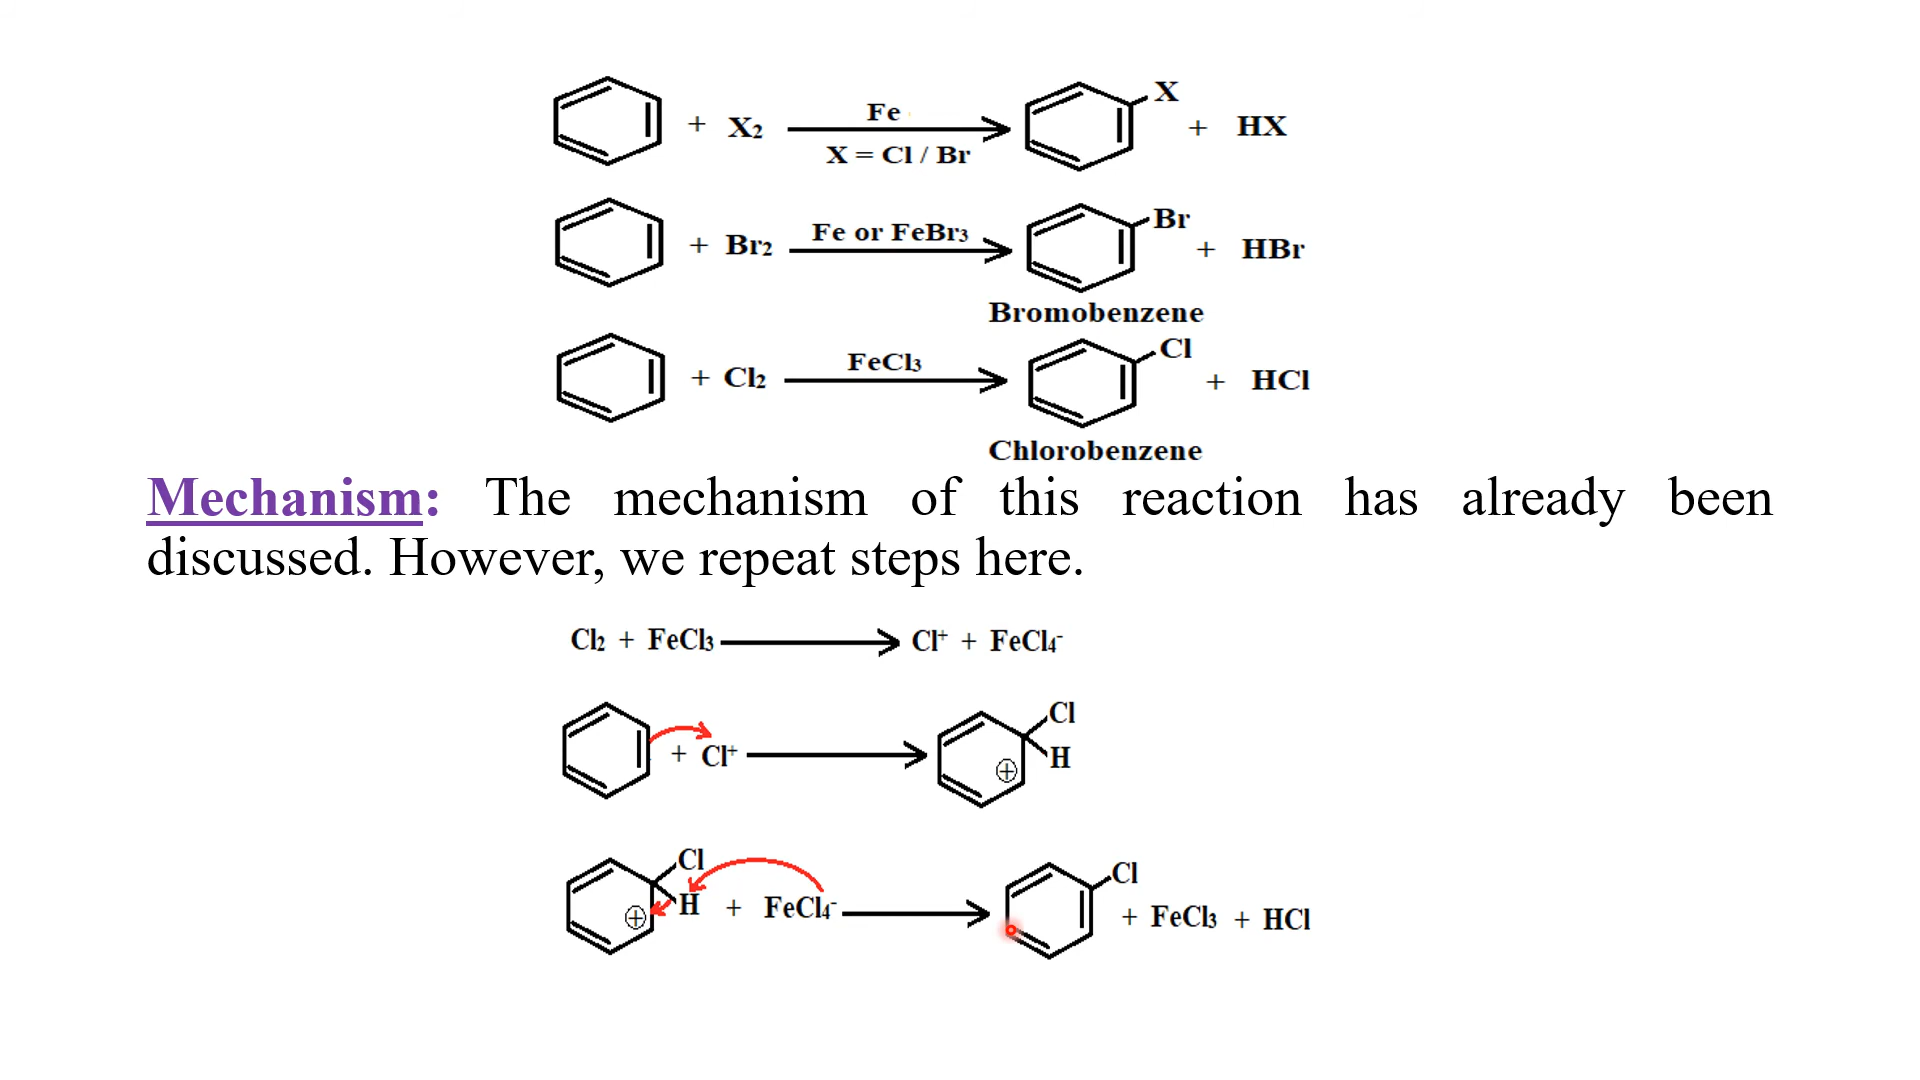 + X₂ Fe X = Cl / Br X + HX
+ Br₂ Fe or FeBr₃ Br + HBr
Bromobenzene
+ Cl₂ FeCl₃ Cl + HCl
Chlorobenzene
Mechanism: The mechanism of this reaction has already been
discussed. However, we repeat steps here.
Cl₂ + FeCl₃ Cl⁺ + FeCl₄⁻
+ Cl⁺ Cl H ⊕
Cl H ⊕ + FeCl₄⁻ Cl + FeCl₃ + HCl